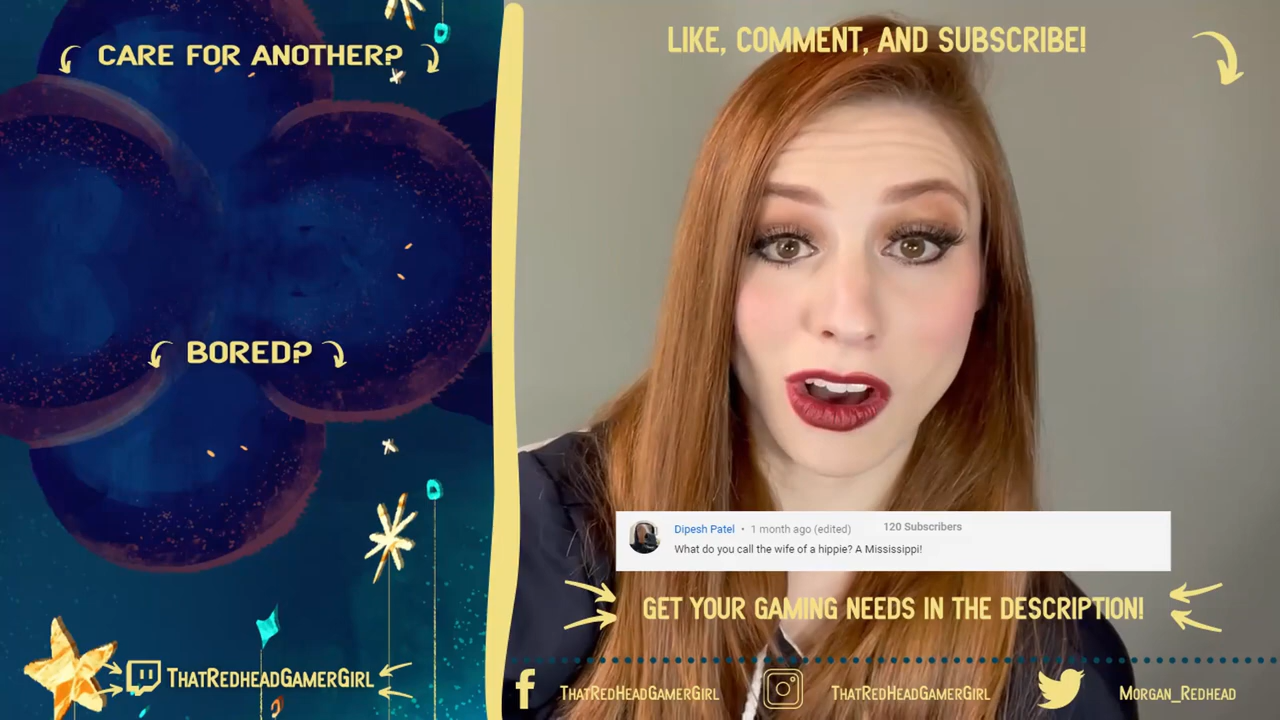 CARE FOR ANOTHER?
BORED?
THATREDHEADGAMERGIRL
LIKE, COMMENT, AND SUBSCRIBE!
Dipesh Patel • 1 month ago (edited) 120 Subscribers
What do you call the wife of a hippie? A Mississippi!
GET YOUR GAMING NEEDS IN THE DESCRIPTION!
THATREDHEADGAMERGIRL THATREDHEADGAMERGIRL MORGAN_REDHEAD